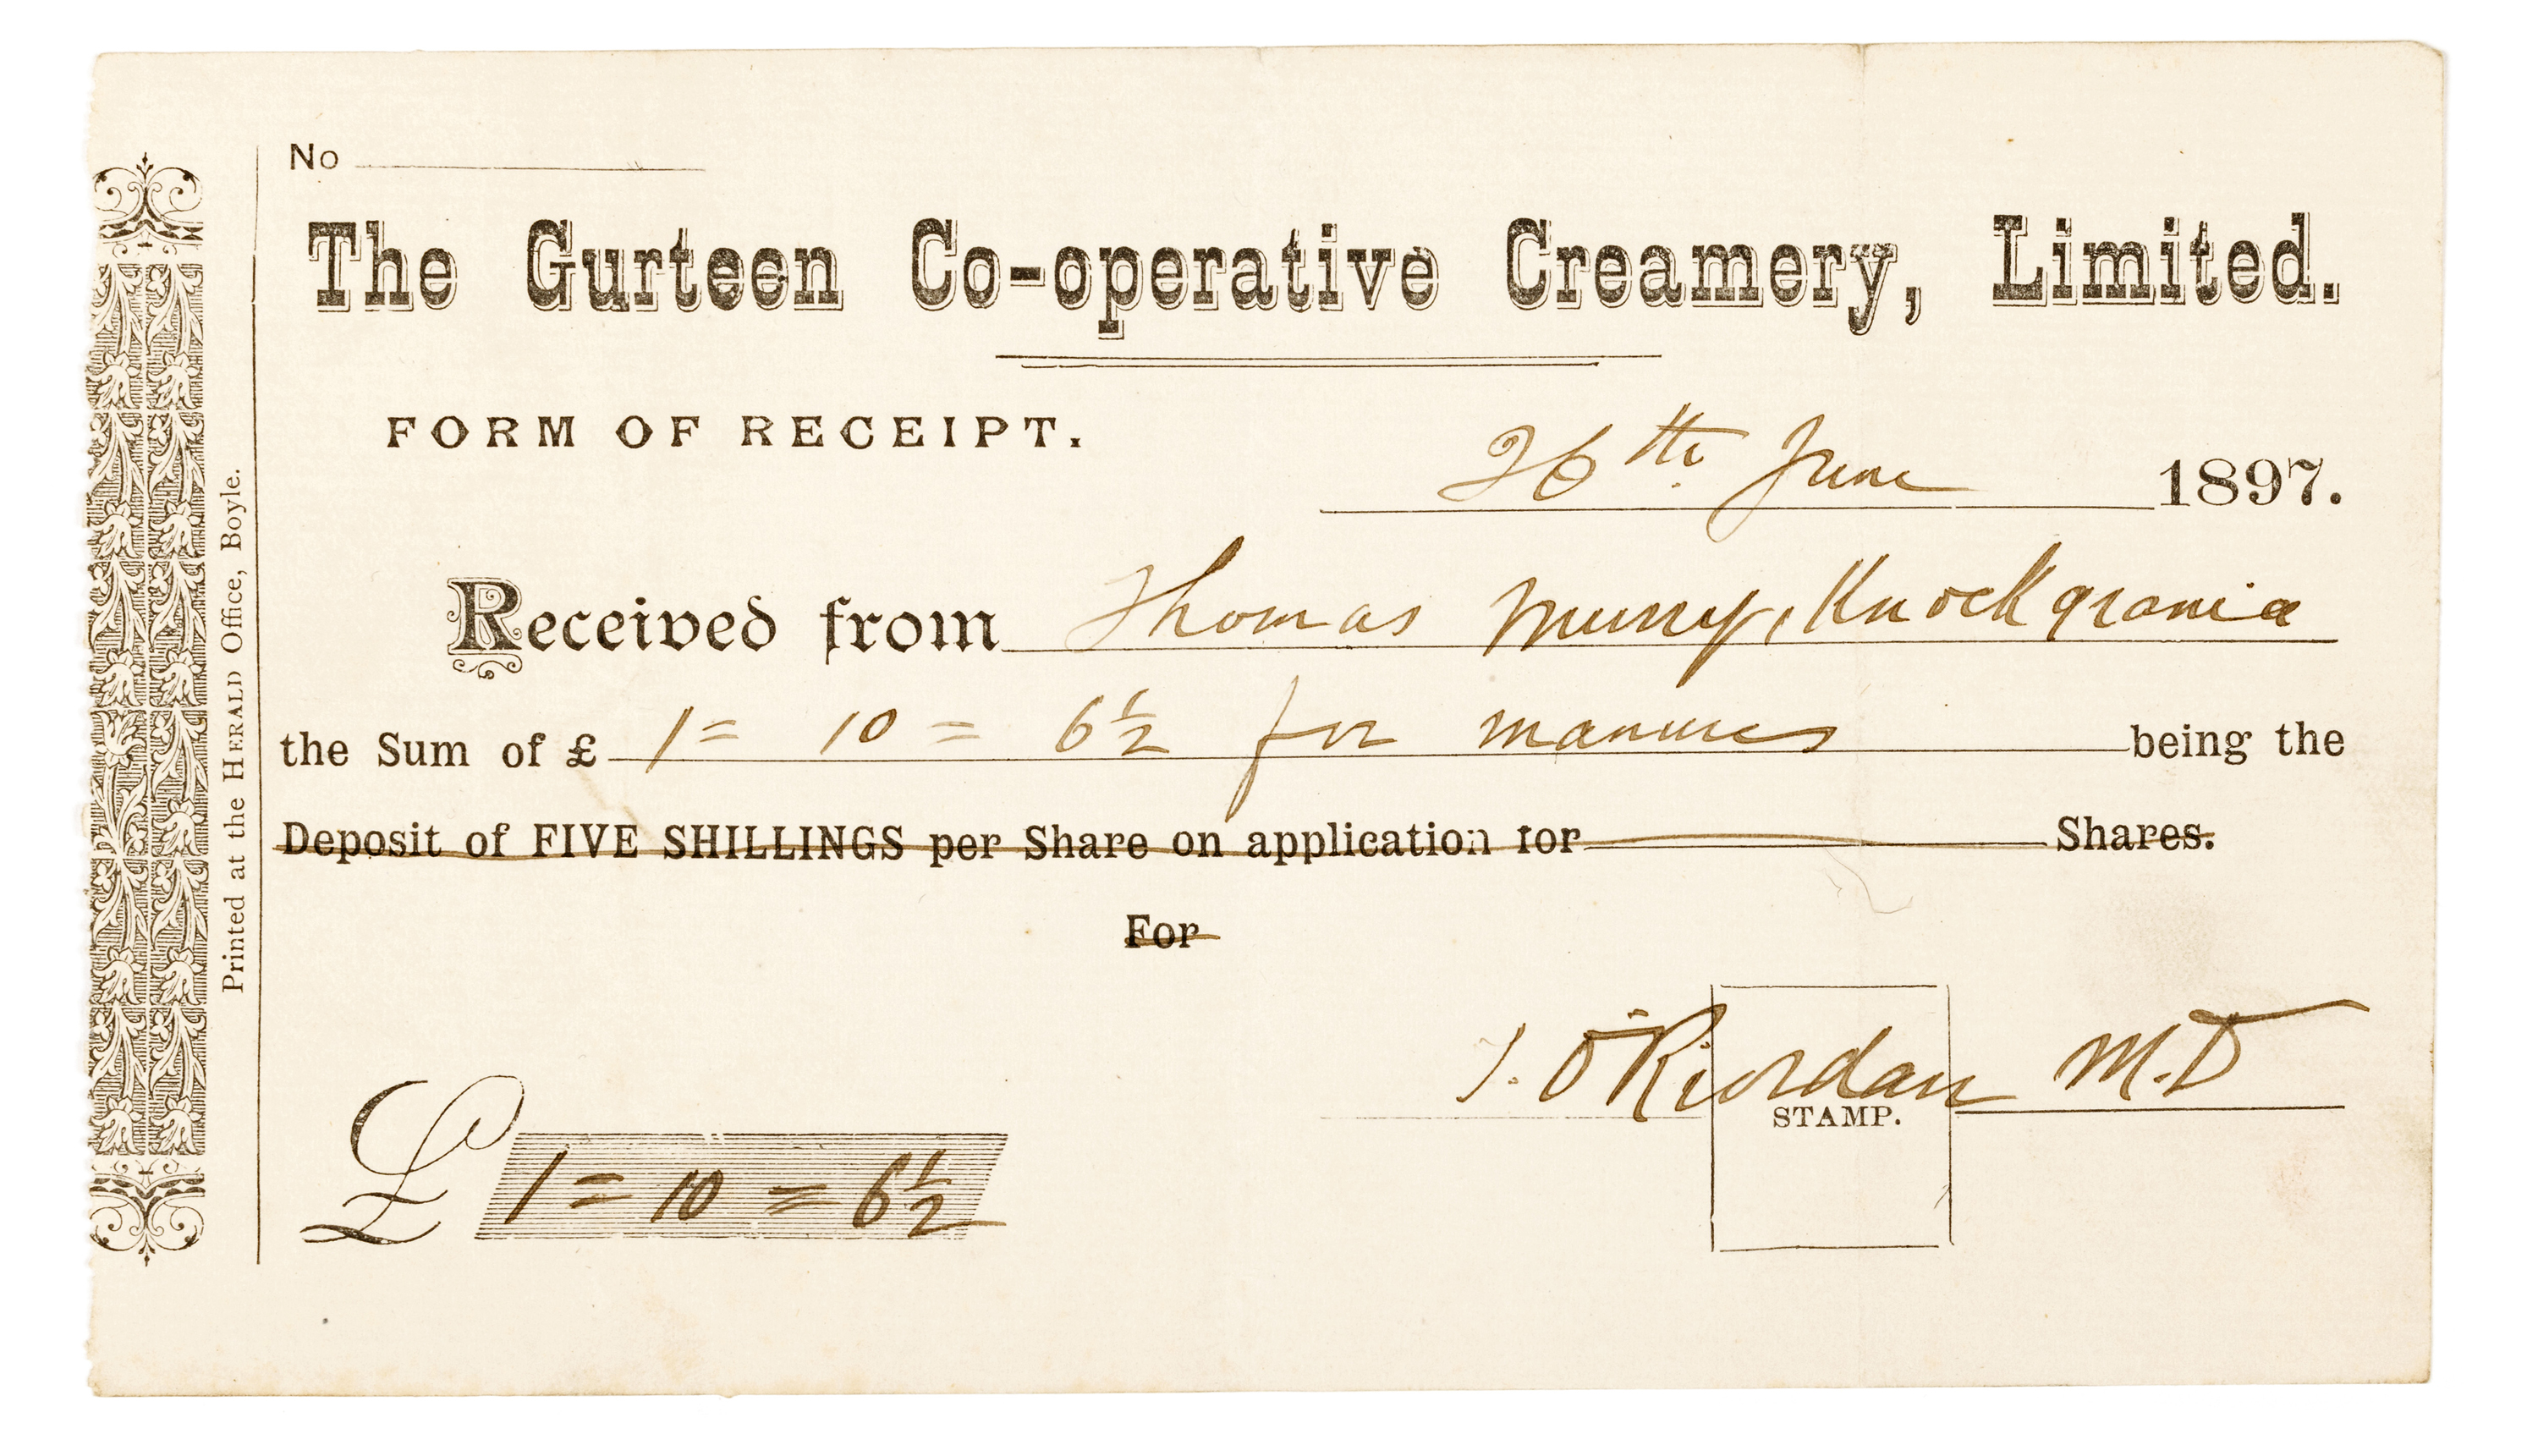 No
The Gurteen Co-operative Creamery, Limited.
FORM OF RECEIPT.
26th June 1897.
Received from Thomas Murry, Knockgrania
the Sum of £ 1 = 10 = 6½ for manures being the
Deposit of FIVE SHILLINGS per Share on application for Shares.
For
T. O'Riordan M.D
STAMP.
£ 1 = 10 = 6½
Printed at the HERALD Office, Boyle.